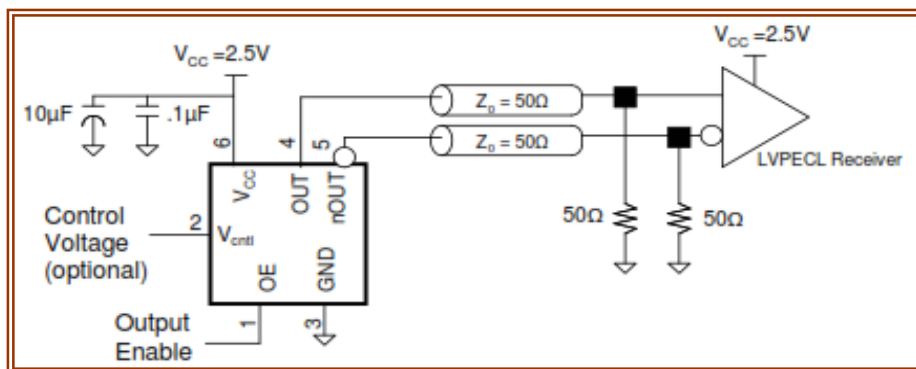 V_CC =2.5V
10µF
.1µF
6
4
5
V_CC
OUT
nOUT
Z_o = 50Ω
Z_o = 50Ω
V_CC =2.5V
LVPECL Receiver
50Ω
50Ω
Control
Voltage
(optional)
2
V_cntl
OE
GND
1
3
Output
Enable